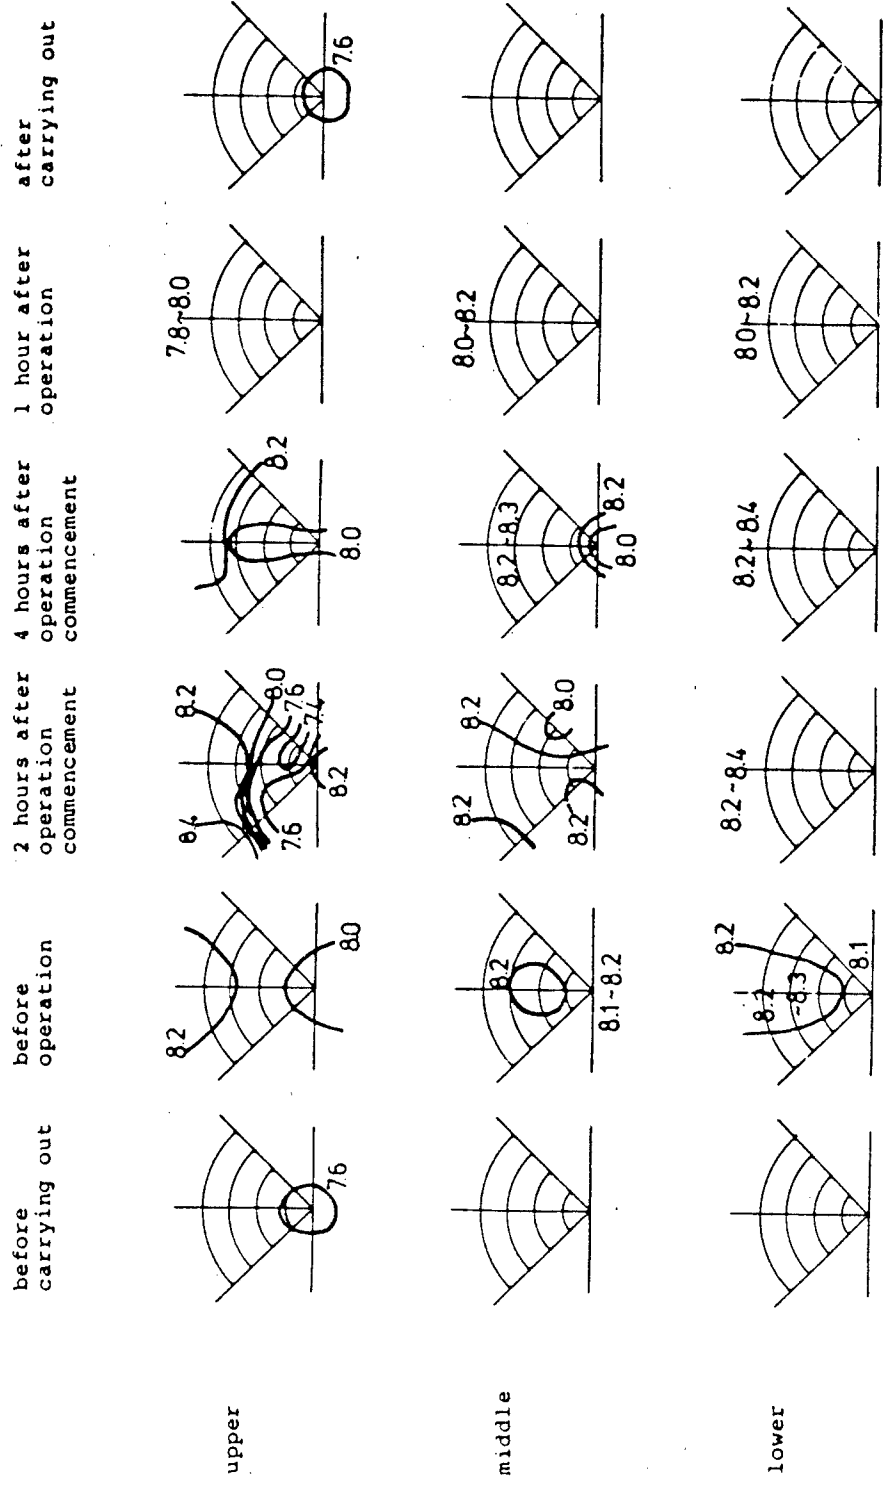 before
carrying out
before
operation
2 hours after
operation
commencement
4 hours after
operation
commencement
1 hour after
operation
after
carrying out
upper
7.6
8.2
8.0
8.4
8.2
8.0
7.6
7.4
7.6
8.2
8.2
8.0
7.8~8.0
7.6
middle
8.2
8.1~8.2
8.2
8.2
8.0
8.2
8.2~8.3
8.2
8.0
8.0~8.2
lower
8.2
8.2
~8.3
8.1
8.2~8.4
8.2~8.4
8.0~8.2